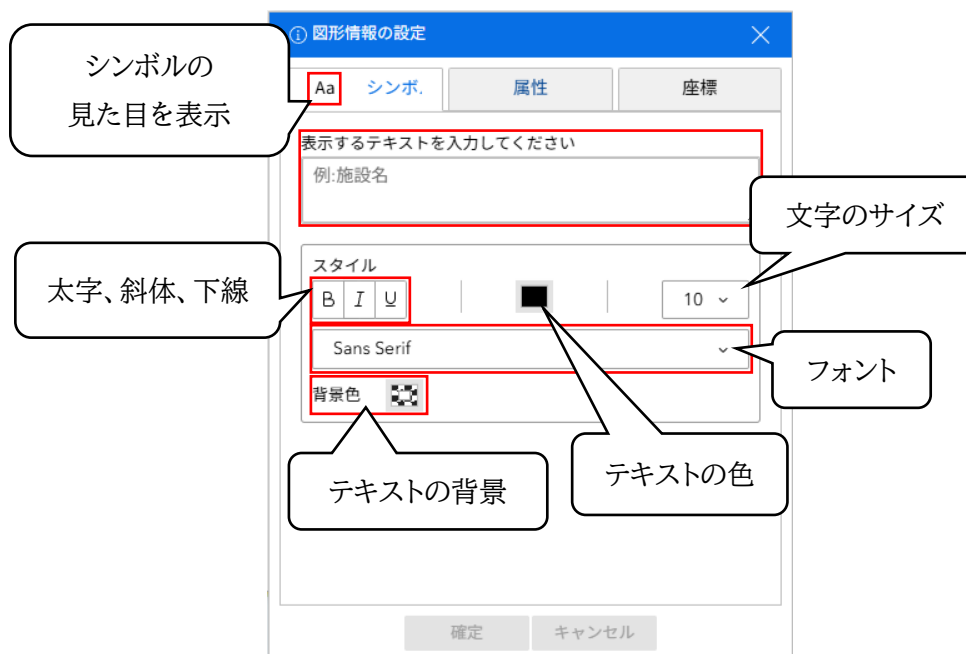 図形情報の設定
シンボルの
見た目を表示
Aa シンボ. 属性 座標
表示するテキストを入力してください
例:施設名
文字のサイズ
太字、斜体、下線
スタイル
B I U 10
Sans Serif
フォント
背景色
テキストの背景
テキストの色
確定 キャンセル